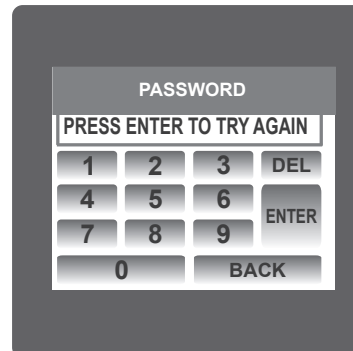 PASSWORD
PRESS ENTER TO TRY AGAIN
1 2 3 DEL
4 5 6 ENTER
7 8 9
0 BACK